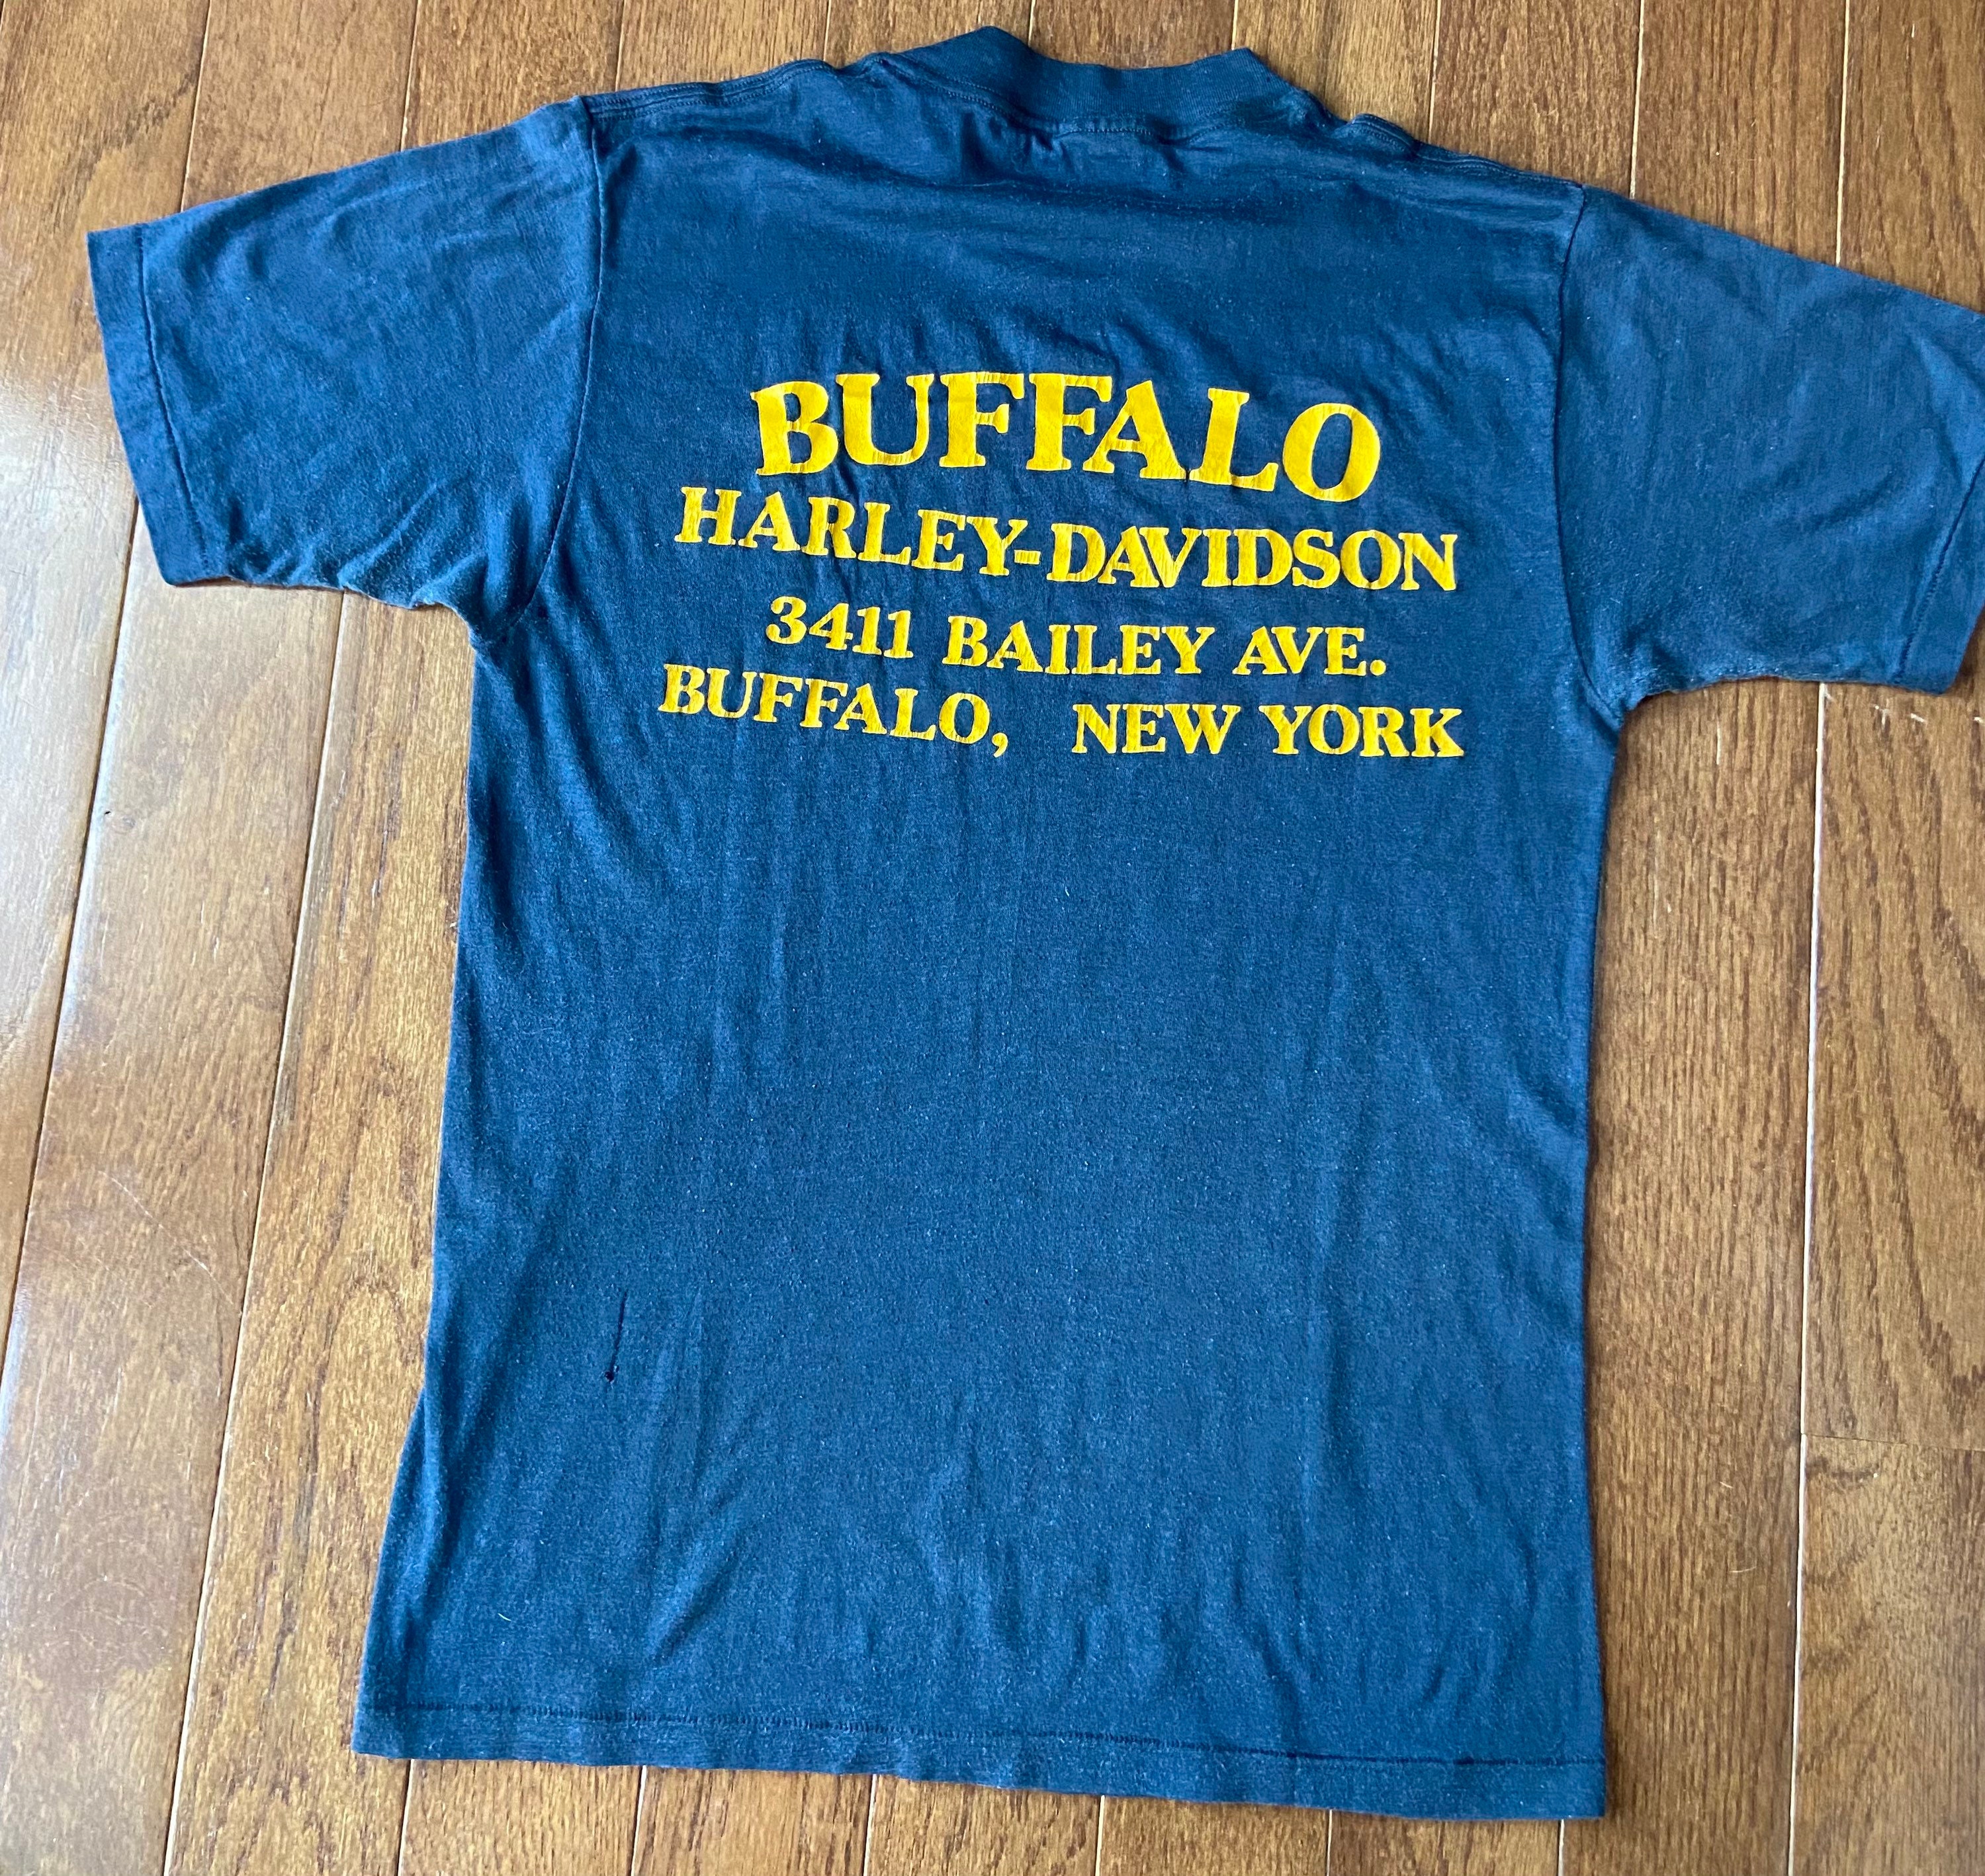 BUFFALO
HARLEY-DAVIDSON
3411 BAILEY AVE.
BUFFALO, NEW YORK